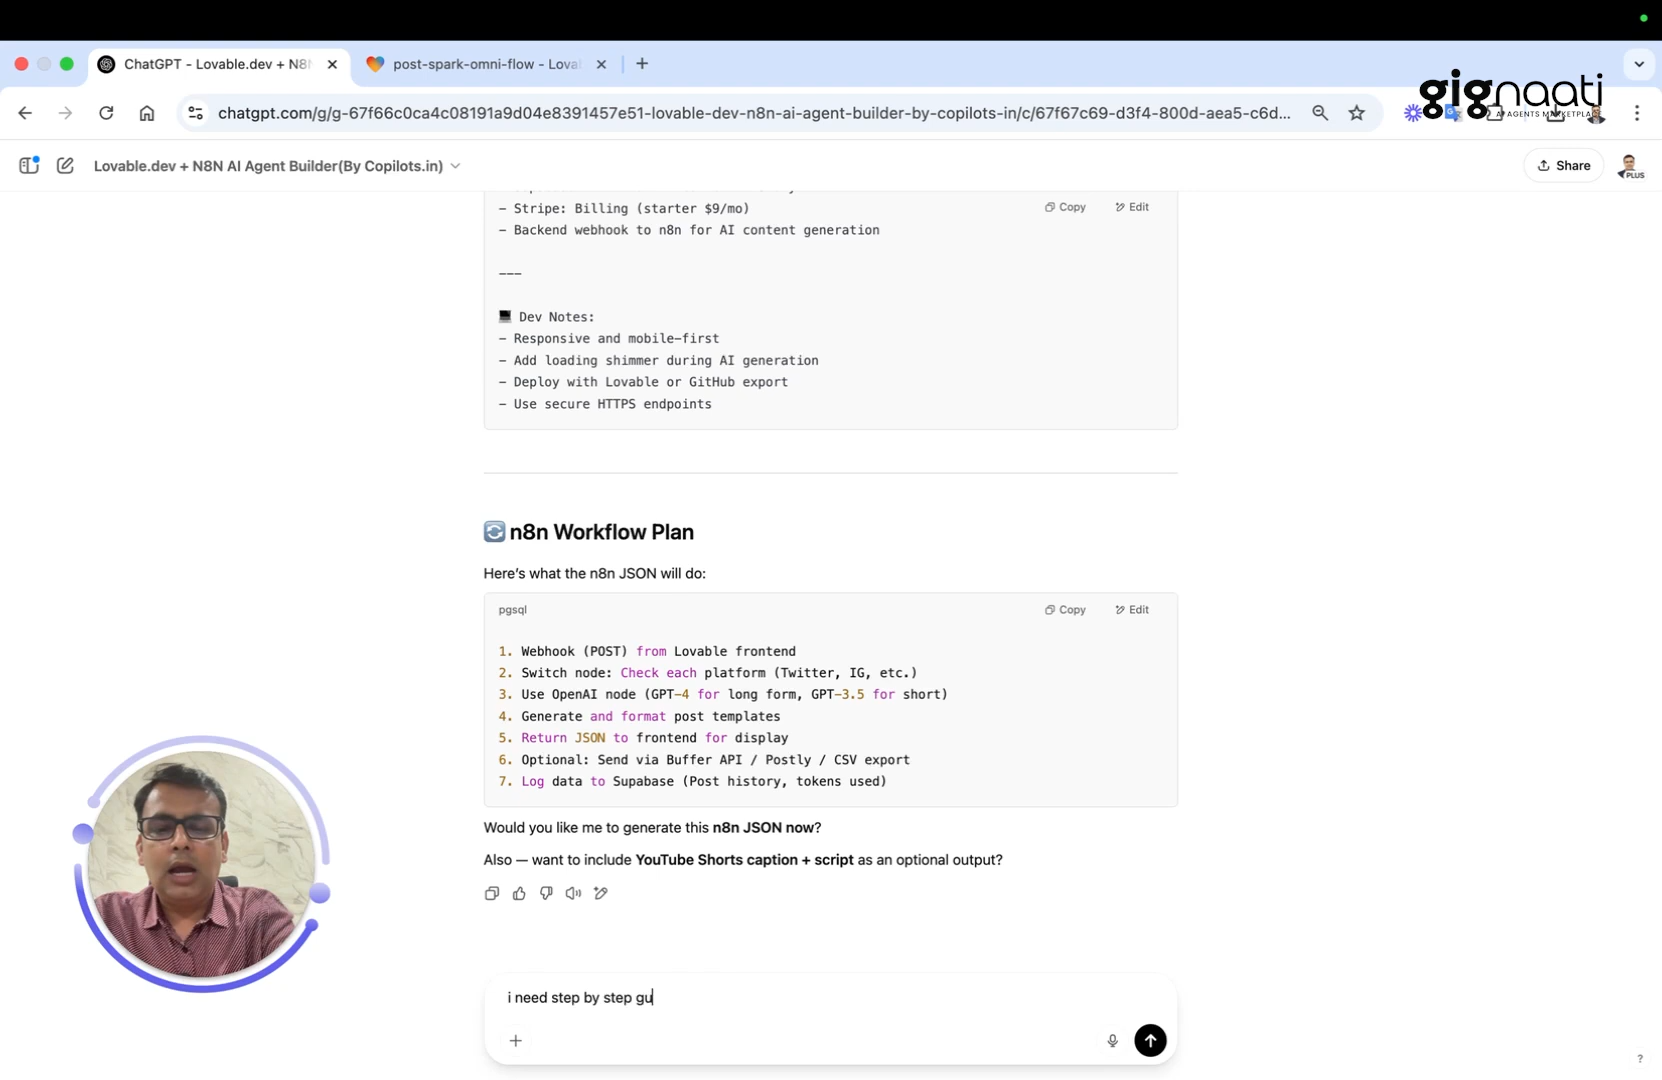 ChatGPT - Lovable.dev + N8N
post-spark-omni-flow - Lova
chatgpt.com/g/g-67f66c0ca4c08191a9d04e8391457e51-lovable-dev-n8n-ai-agent-builder-by-copilots-in/c/67f67c69-d3f4-800d-aea5-c6d...
gignaati
AI AGENTS MARKETPLA
Lovable.dev + N8N AI Agent Builder(By Copilots.in)
Share
PLUS
- Stripe: Billing (starter $9/mo)
Copy
Edit
- Backend webhook to n8n for AI content generation
---
💻 Dev Notes:
- Responsive and mobile-first
- Add loading shimmer during AI generation
- Deploy with Lovable or GitHub export
- Use secure HTTPS endpoints
🔄 n8n Workflow Plan
Here's what the n8n JSON will do:
pgsql
Copy
Edit
1. Webhook (POST) from Lovable frontend
2. Switch node: Check each platform (Twitter, IG, etc.)
3. Use OpenAI node (GPT-4 for long form, GPT-3.5 for short)
4. Generate and format post templates
5. Return JSON to frontend for display
6. Optional: Send via Buffer API / Postly / CSV export
7. Log data to Supabase (Post history, tokens used)
Would you like me to generate this n8n JSON now?
Also — want to include YouTube Shorts caption + script as an optional output?
i need step by step gu
?